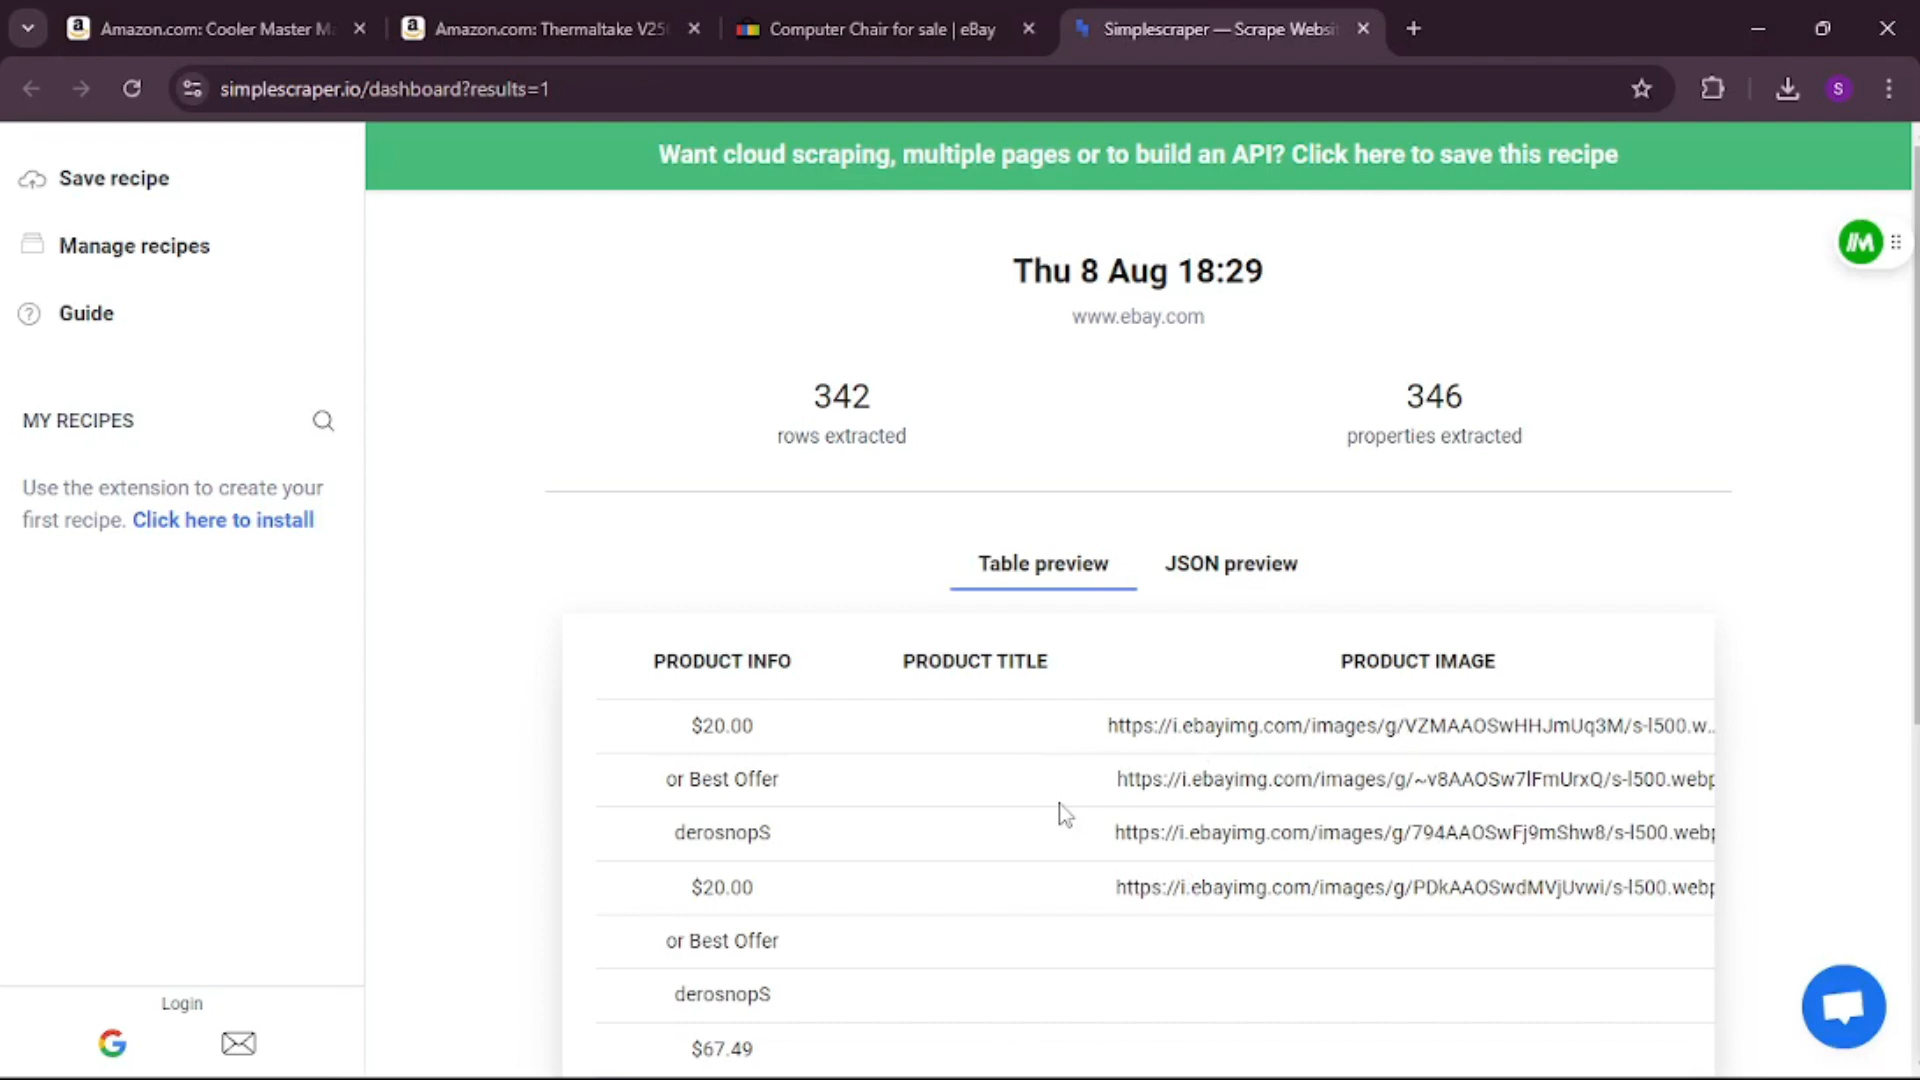 Amazon.com: Cooler Master M
Amazon.com: Thermaltake V25
Computer Chair for sale | eBay
Simplescraper — Scrape Websi
simplescraper.io/dashboard?results=1
S
Save recipe
Manage recipes
Guide
MY RECIPES
Use the extension to create your
first recipe. Click here to install
Login
Want cloud scraping, multiple pages or to build an API? Click here to save this recipe
Thu 8 Aug 18:29
www.ebay.com
342
rows extracted
346
properties extracted
Table preview
JSON preview
PRODUCT INFO PRODUCT TITLE PRODUCT IMAGE
$20.00 https://i.ebayimg.com/images/g/VZMAAOSwHHJmUq3M/s-l500.w..
or Best Offer https://i.ebayimg.com/images/g/~v8AAOSw7lFmUrxQ/s-l500.webp
derosnopS https://i.ebayimg.com/images/g/794AAOSwFj9mShw8/s-l500.webp
$20.00 https://i.ebayimg.com/images/g/PDkAAOSwdMVjUvwi/s-l500.webp
or Best Offer
derosnopS
$67.49